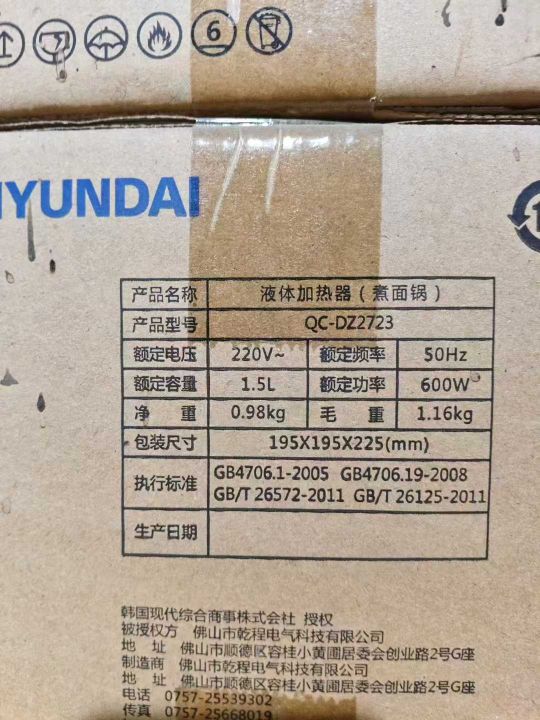 6
HYUNDAI
产品名称 液体加热器（煮面锅）
产品型号 QC-DZ2723
额定电压 220V~ 额定频率 50Hz
额定容量 1.5L 额定功率 600W
净 重 0.98kg 毛 重 1.16kg
包装尺寸 195X195X225(mm)
执行标准 GB4706.1-2005 GB4706.19-2008
GB/T 26572-2011 GB/T 26125-2011
生产日期
韩国现代综合商事株式会社 授权
被授权方 佛山市乾程电气科技有限公司
地 址 佛山市顺德区容桂小黄圃居委会创业路2号G座
制造商 佛山市乾程电气科技有限公司
地 址 佛山市顺德区容桂小黄圃居委会创业路2号G座
电话 0757-25539302
传真 0757-25668019